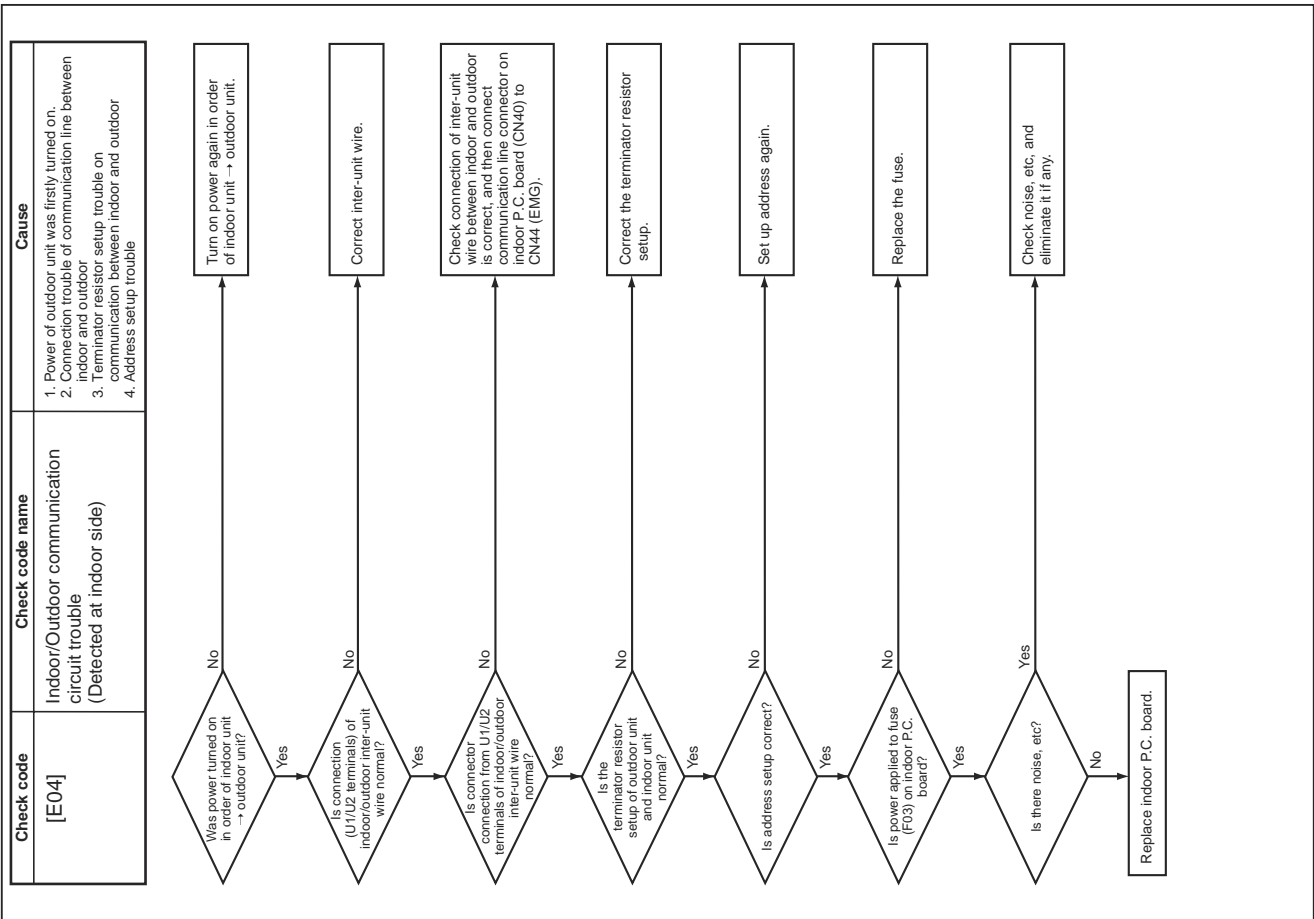 Check code
Check code name
Cause
[E04]
Indoor/Outdoor communication
circuit trouble
(Detected at indoor side)
1. Power of outdoor unit was firstly turned on.
2. Connection trouble of communication line between
indoor and outdoor
3. Terminator resistor setup trouble on
communication between indoor and outdoor
4. Address setup trouble
Was power turned on
in order of indoor unit
→ outdoor unit?
No
Turn on power again in order
of indoor unit → outdoor unit.
Yes
Is connection
(U1/U2 terminals) of
indoor/outdoor inter-unit
wire normal?
No
Correct inter-unit wire.
Yes
Is connector
connection from U1/U2
terminals of indoor/outdoor
inter-unit wire
normal?
No
Check connection of inter-unit
wire between indoor and outdoor
is correct, and then connect
communication line connector on
indoor P.C. board (CN40) to
CN44 (EMG).
Yes
Is the
terminator resistor
setup of outdoor unit
and indoor unit
normal?
No
Correct the terminator resistor
setup.
Yes
Is address setup correct?
No
Set up address again.
Yes
Is power applied to fuse
(F03) on indoor P.C.
board?
No
Replace the fuse.
Yes
Is there noise, etc?
Yes
Check noise, etc, and
eliminate it if any.
No
Replace indoor P.C. board.